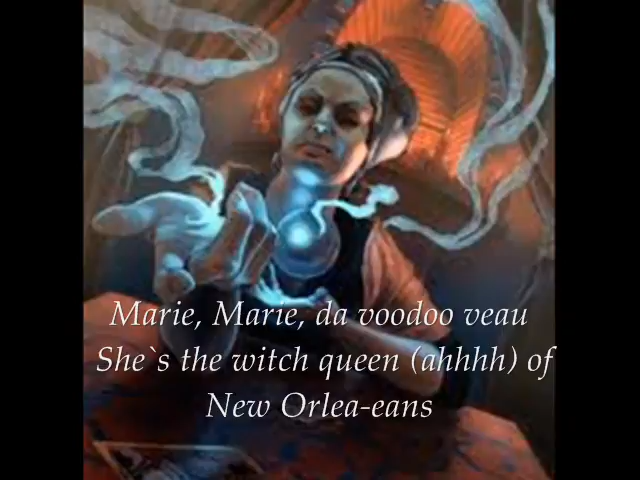 Marie, Marie, da voodoo veau
She`s the witch queen (ahhhh) of
New Orlea-eans